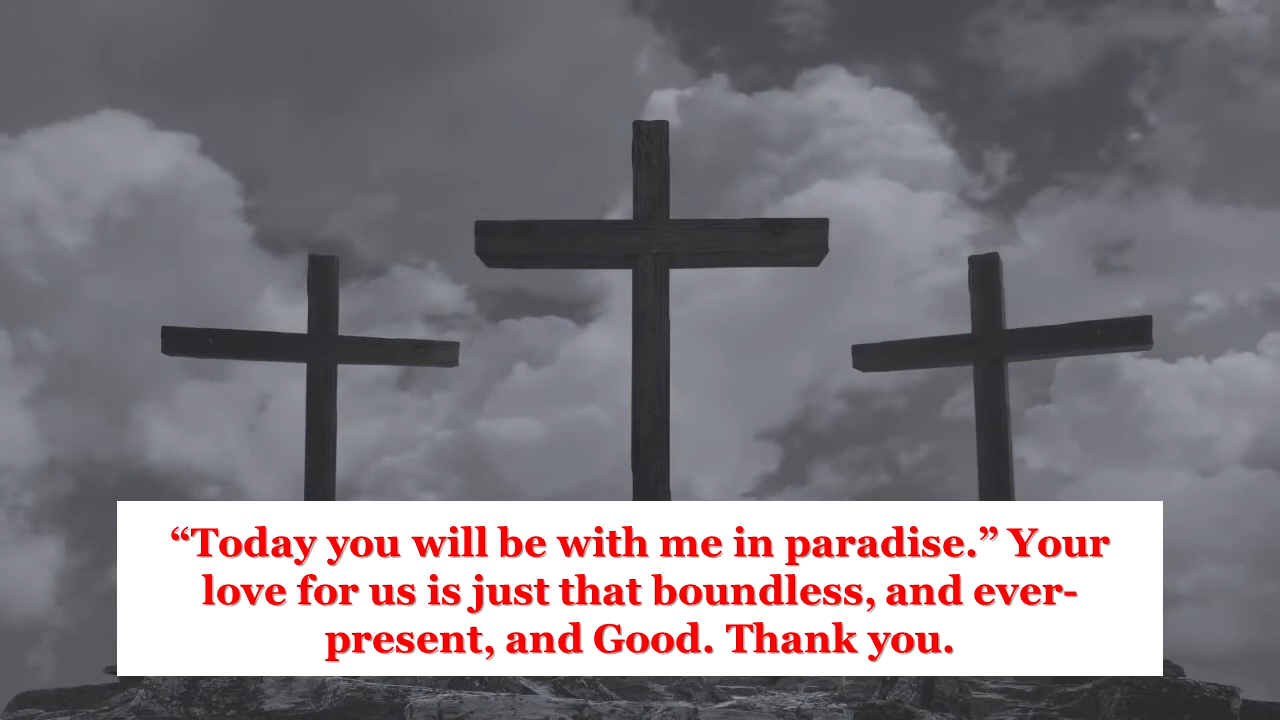 “Today you will be with me in paradise.” Your
love for us is just that boundless, and ever-
present, and Good. Thank you.